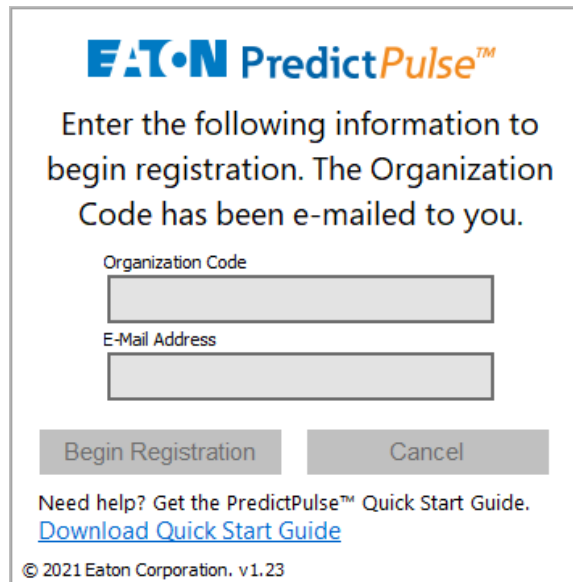 EATON PredictPulse™
Enter the following information to
begin registration. The Organization
Code has been e-mailed to you.
Organization Code
E-Mail Address
Begin Registration
Cancel
Need help? Get the PredictPulse™ Quick Start Guide.
Download Quick Start Guide
© 2021 Eaton Corporation. v1.23